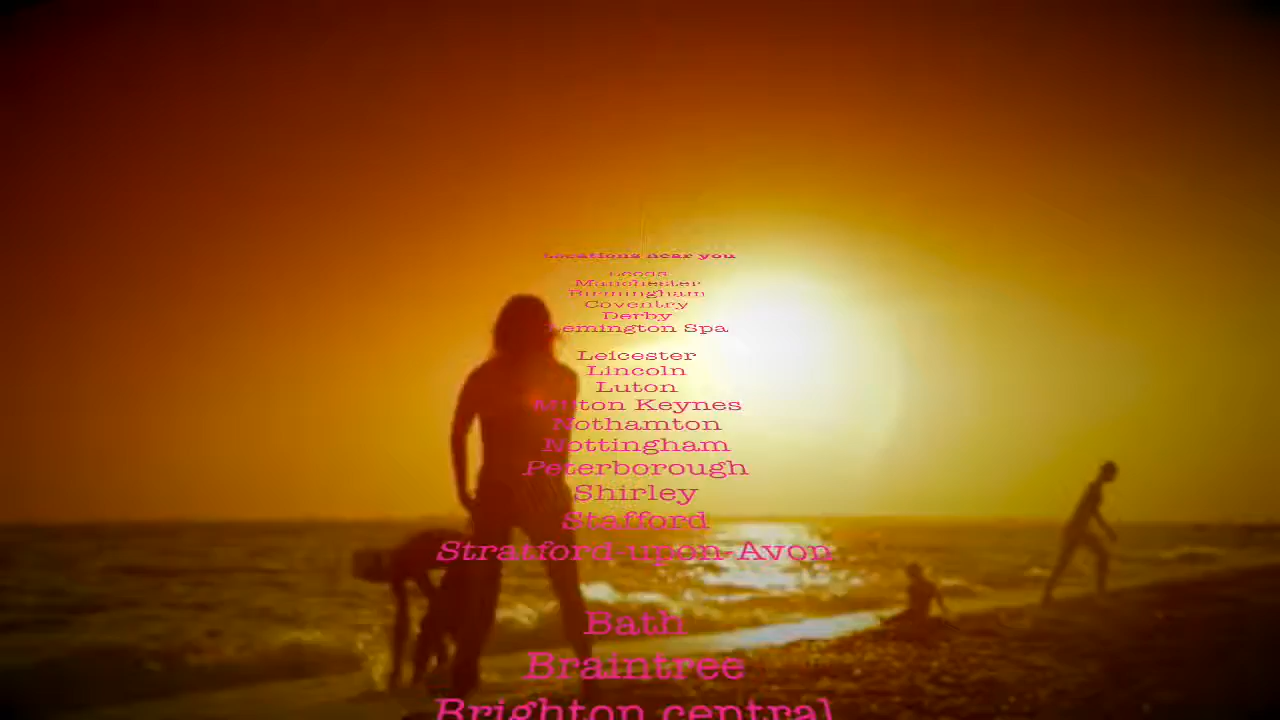 Locations near you
Leeds
Manchester
Birmingham
Coventry
Derby
Lemington Spa
Leicester
Lincoln
Luton
Milton Keynes
Nothamton
Nottingham
Peterborough
Shirley
Stafford
Stratford-upon-Avon
Bath
Braintree
Brighton central